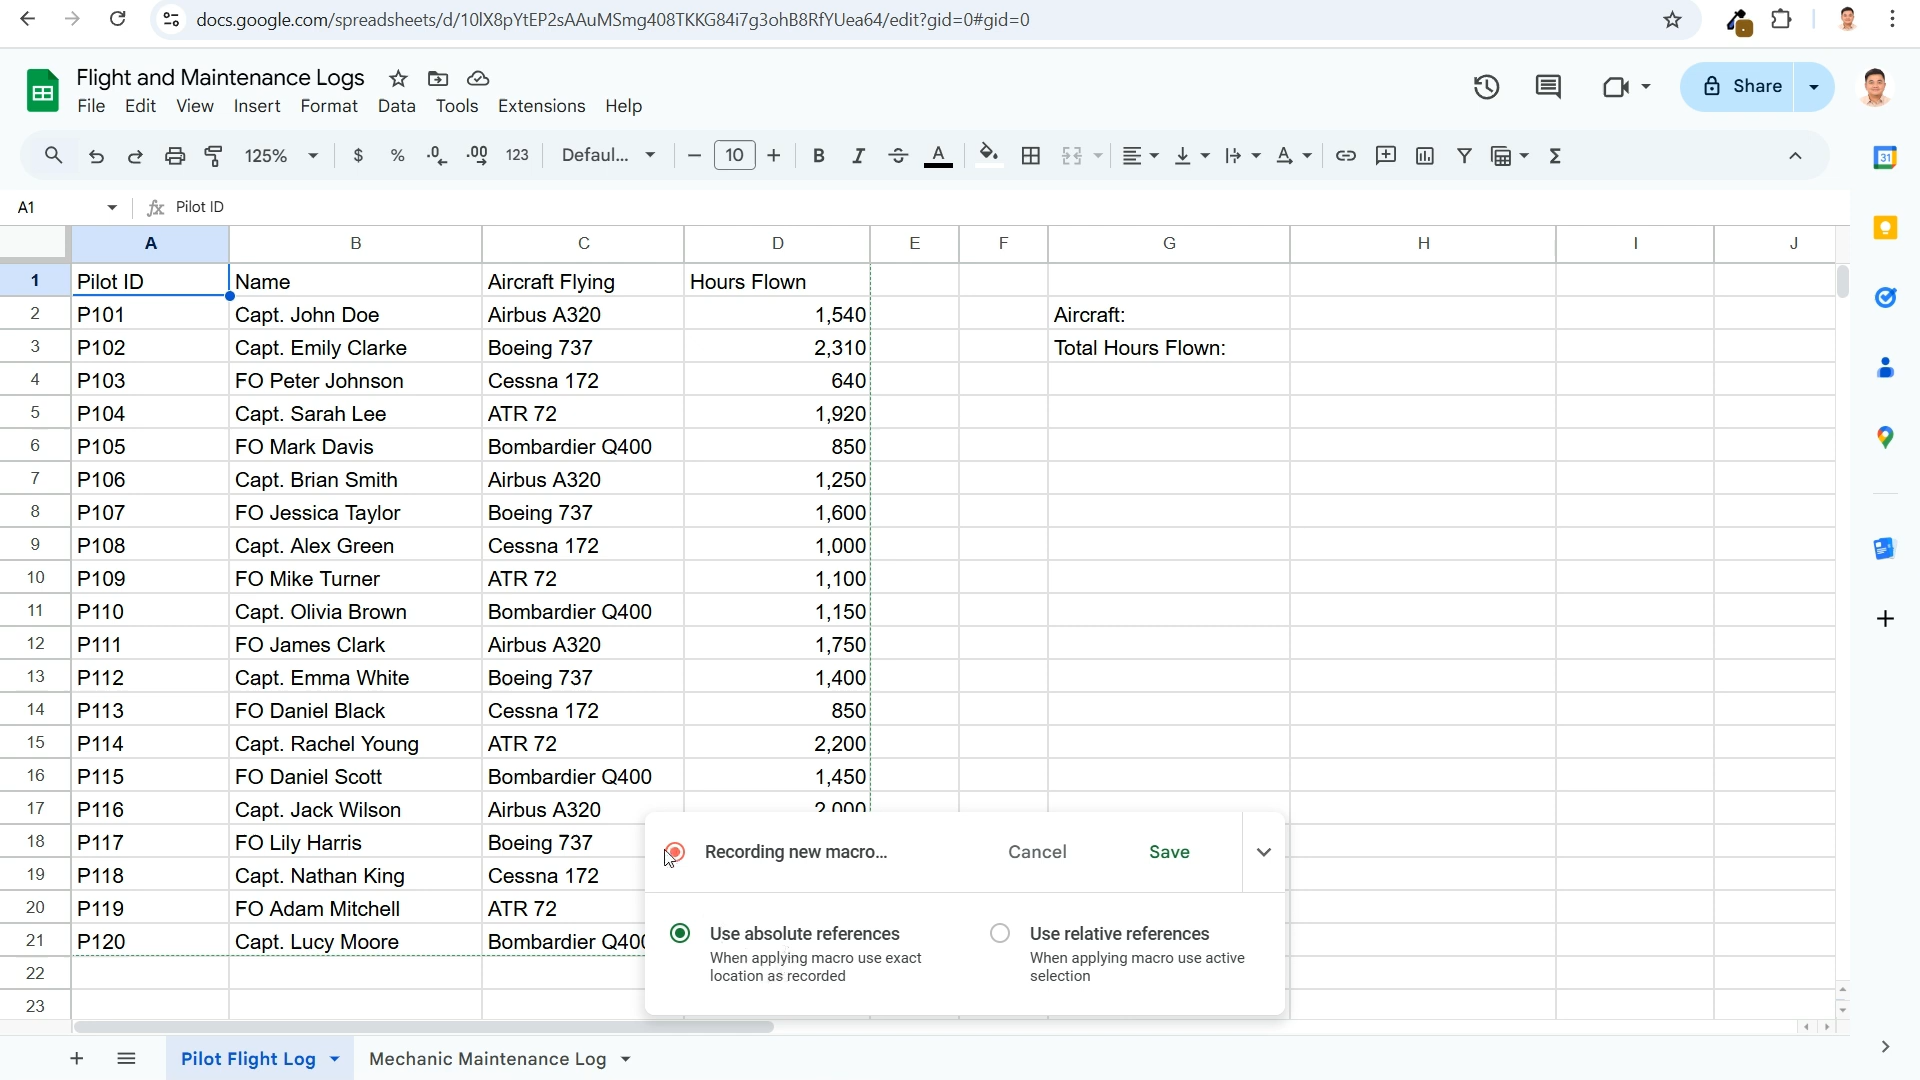 docs.google.com/spreadsheets/d/10lX8pYtEP2sAAuMSmg408TKKG84i7g3ohB8RfYUea64/edit?gid=0#gid=0
Flight and Maintenance Logs
File Edit View Insert Format Data Tools Extensions Help
Share
31
125% $ % .0 .00 123 Defaul... 10 B I S A
A1 fx Pilot ID
A B C D E F G H I J
1 Pilot ID Name Aircraft Flying Hours Flown
2 P101 Capt. John Doe Airbus A320 1,540 Aircraft:
3 P102 Capt. Emily Clarke Boeing 737 2,310 Total Hours Flown:
4 P103 FO Peter Johnson Cessna 172 640
5 P104 Capt. Sarah Lee ATR 72 1,920
6 P105 FO Mark Davis Bombardier Q400 850
7 P106 Capt. Brian Smith Airbus A320 1,250
8 P107 FO Jessica Taylor Boeing 737 1,600
9 P108 Capt. Alex Green Cessna 172 1,000
10 P109 FO Mike Turner ATR 72 1,100
11 P110 Capt. Olivia Brown Bombardier Q400 1,150
12 P111 FO James Clark Airbus A320 1,750
13 P112 Capt. Emma White Boeing 737 1,400
14 P113 FO Daniel Black Cessna 172 850
15 P114 Capt. Rachel Young ATR 72 2,200
16 P115 FO Daniel Scott Bombardier Q400 1,450
17 P116 Capt. Jack Wilson Airbus A320 2,000
18 P117 FO Lily Harris Boeing 737
19 P118 Capt. Nathan King Cessna 172
20 P119 FO Adam Mitchell ATR 72
21 P120 Capt. Lucy Moore Bombardier Q400
22
23
Recording new macro... Cancel Save
Use absolute references
When applying macro use exact
location as recorded
Use relative references
When applying macro use active
selection
Pilot Flight Log Mechanic Maintenance Log